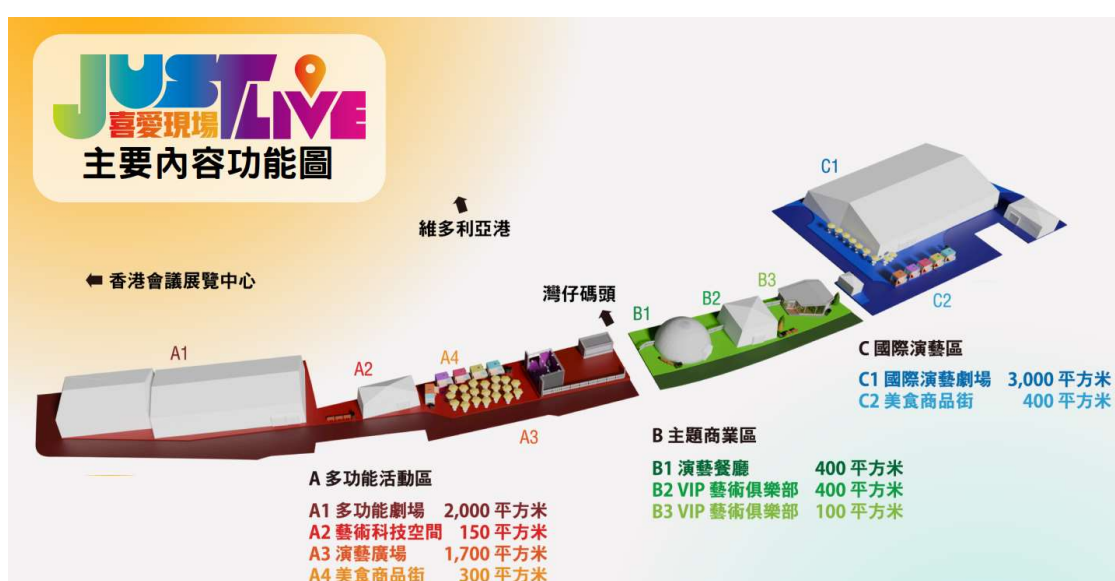 JUST LIVE
喜愛現場
主要內容功能圖
維多利亞港
香港會議展覽中心
灣仔碼頭
A1
A2
A4
A3
B1
B2
B3
C1
C2
A 多功能活動區
A1 多功能劇場 2,000 平方米
A2 藝術科技空間 150 平方米
A3 演藝廣場 1,700 平方米
A4 美食商品街 300 平方米
B 主題商業區
B1 演藝餐廳 400 平方米
B2 VIP 藝術俱樂部 400 平方米
B3 VIP 藝術俱樂部 100 平方米
C 國際演藝區
C1 國際演藝劇場 3,000 平方米
C2 美食商品街 400 平方米